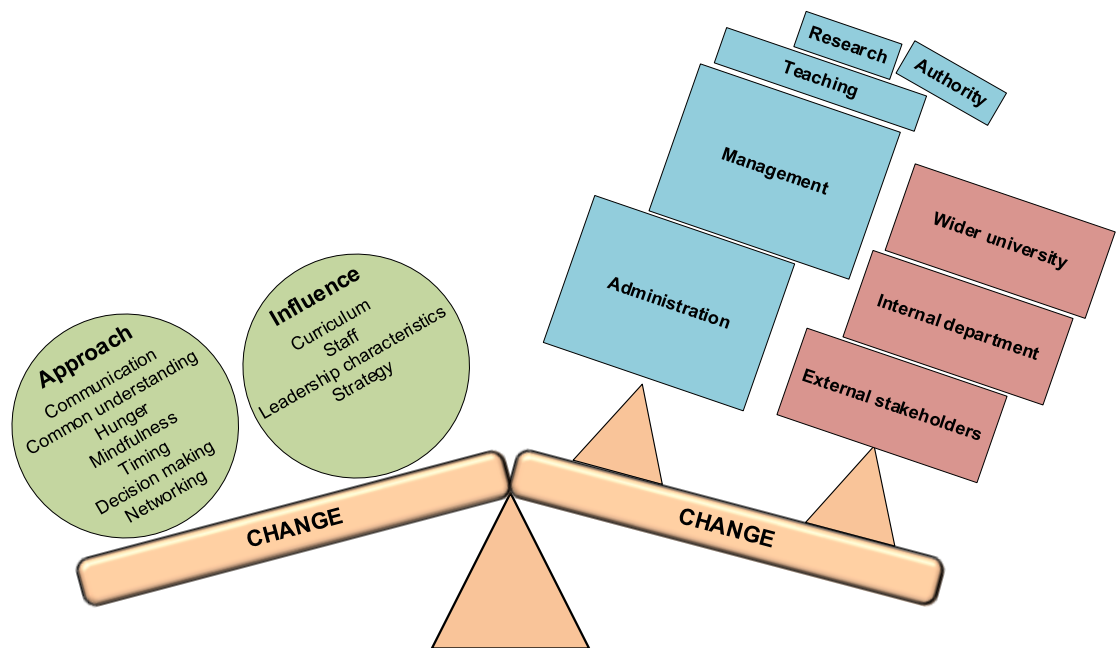 Approach
Communication
Common understanding
Hunger
Mindfulness
Timing
Decision making
Networking
Influence
Curriculum
Staff
Leadership characteristics
Strategy
Research
Authority
Teaching
Management
Administration
Wider university
Internal department
External stakeholders
CHANGE
CHANGE